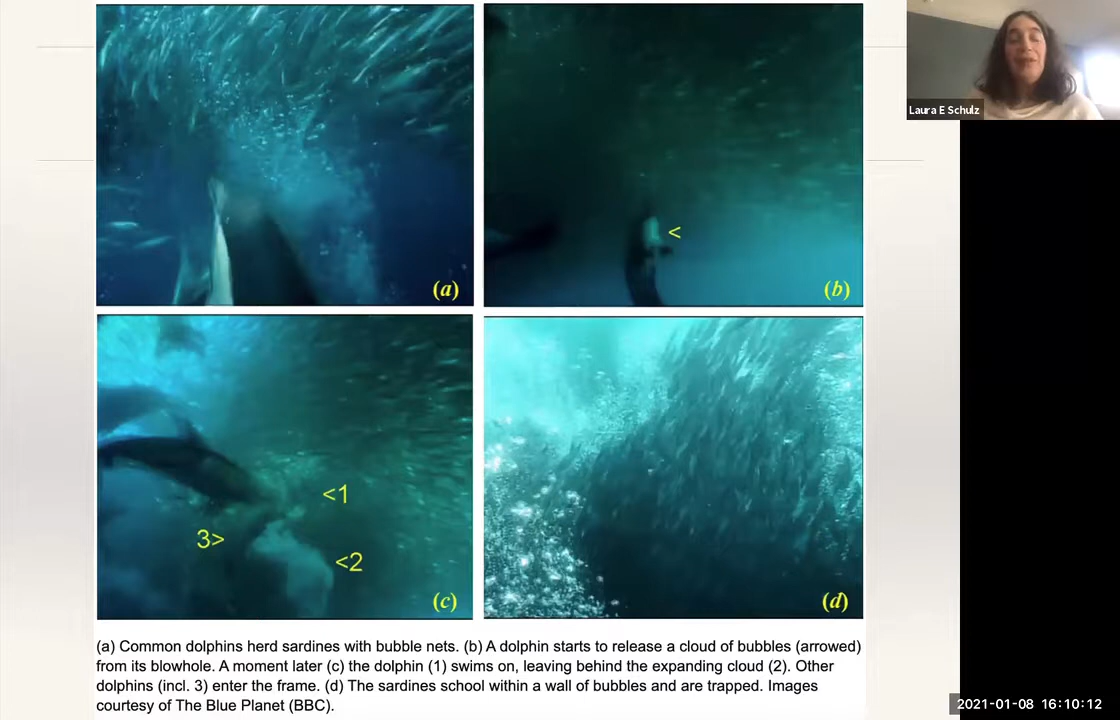 Laura E Schulz
(a)
<
(b)
<1
3>
<2
(c)
(d)
(a) Common dolphins herd sardines with bubble nets. (b) A dolphin starts to release a cloud of bubbles (arrowed)
from its blowhole. A moment later (c) the dolphin (1) swims on, leaving behind the expanding cloud (2). Other
dolphins (incl. 3) enter the frame. (d) The sardines school within a wall of bubbles and are trapped. Images
courtesy of The Blue Planet (BBC).
2021-01-08 16:10:12